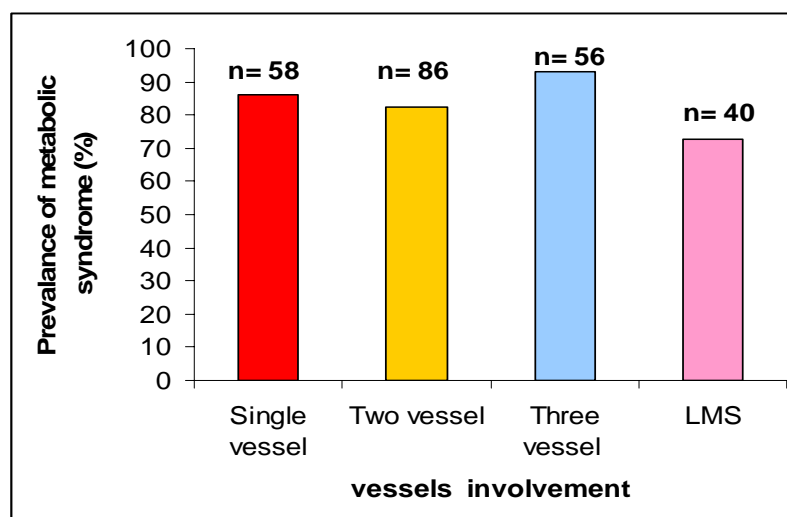 Prevalance of metabolic
syndrome (%)
100
90
80
70
60
50
40
30
20
10
0
n= 58
n= 86
n= 56
n= 40
Single
vessel
Two vessel
Three
vessel
LMS
vessels involvement